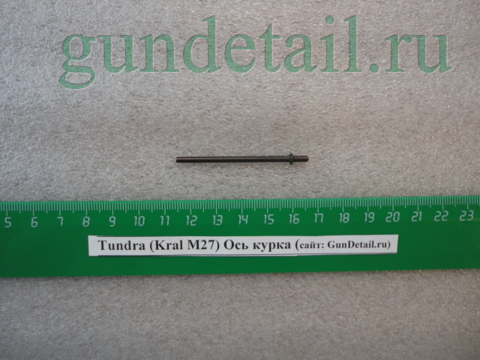 gundetail.ru
5 6 7 8 9 10 11 12 13 14 15 16 17 18 19 20 21 22 23
Tundra (Kral M27) Ось курка (сайт: GunDetail.ru)